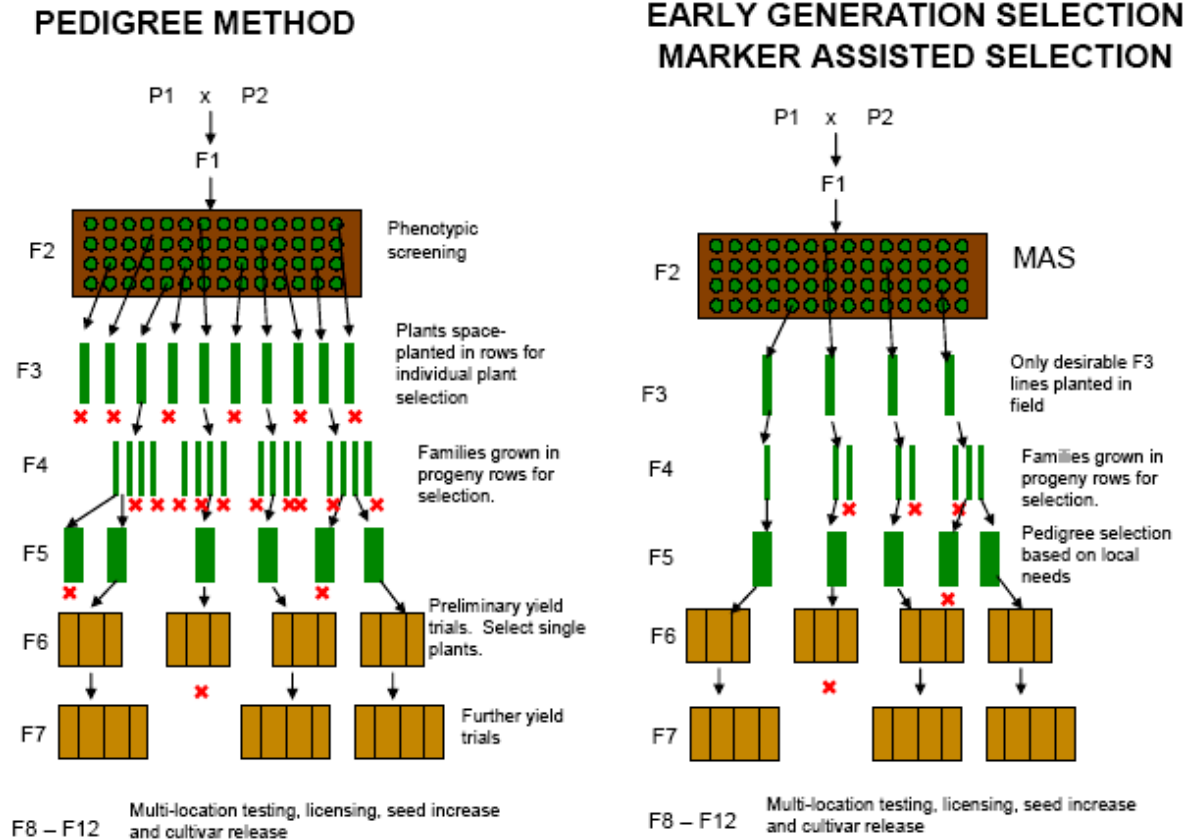 PEDIGREE METHOD
P1 x P2
F1
F2
Phenotypic
screening
F3
Plants space-
planted in rows for
individual plant
selection
F4
Families grown in
progeny rows for
selection.
F5
F6
Preliminary yield
trials. Select single
plants.
F7
Further yield
trials
F8 – F12
Multi-location testing, licensing, seed increase
and cultivar release
EARLY GENERATION SELECTION
MARKER ASSISTED SELECTION
P1 x P2
F1
F2
MAS
F3
Only desirable F3
lines planted in
field
F4
Families grown in
progeny rows for
selection.
F5
Pedigree selection
based on local
needs
F6
F7
F8 – F12
Multi-location testing, licensing, seed increase
and cultivar release